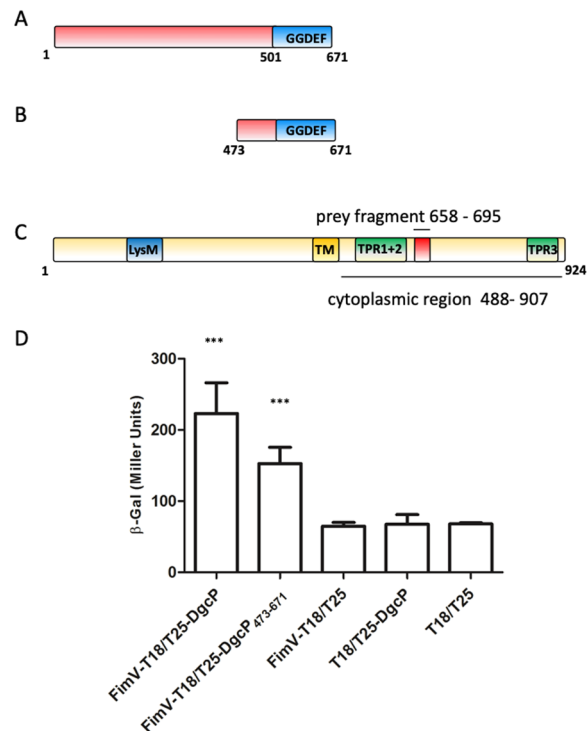 A
GGDEF
1 501 671
B
GGDEF
473 671
prey fragment 658 - 695
C
LysM TM TPR1+2 TPR3
1 924
cytoplasmic region 488- 907
D
***
***
300
200
100
0
β-Gal (Miller Units)
FimV-T18/T25-DgcP
FimV-T18/T25-DgcP473-671
FimV-T18/T25
T18/T25-DgcP
T18/T25